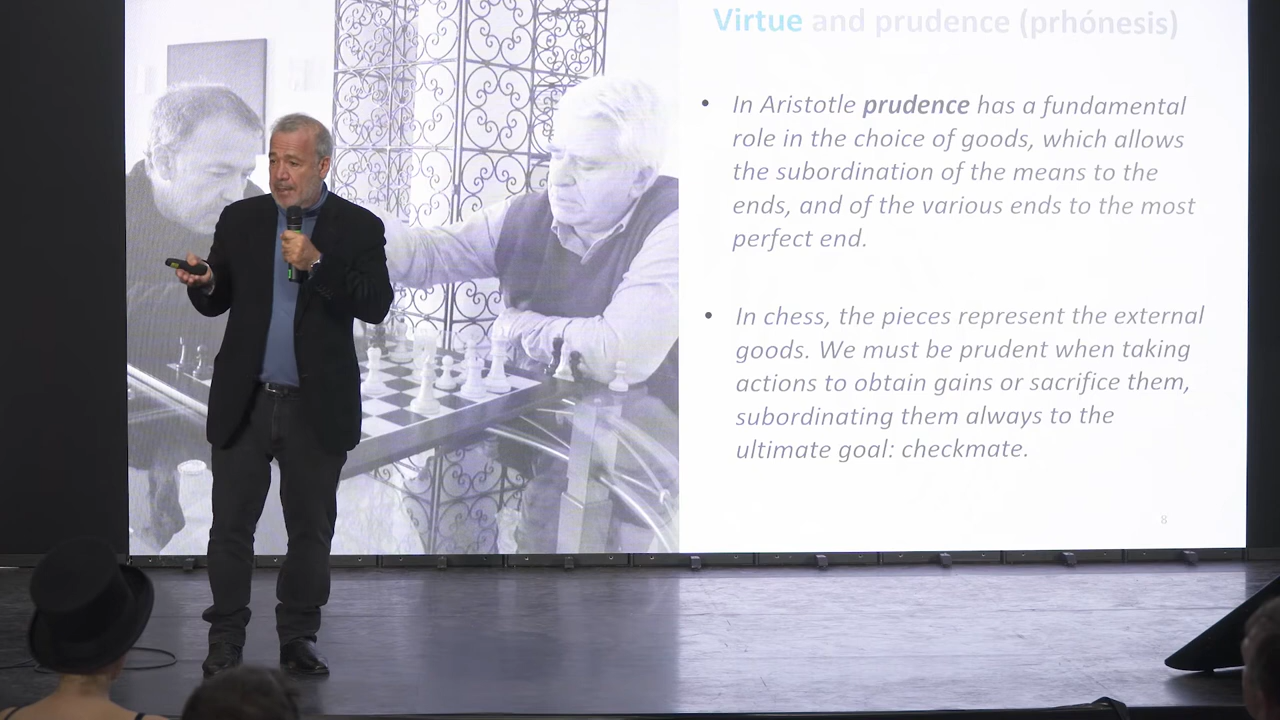 Virtue and prudence (prhónesis)
• In Aristotle prudence has a fundamental
role in the choice of goods, which allows
the subordination of the means to the
ends, and of the various ends to the most
perfect end.
• In chess, the pieces represent the external
goods. We must be prudent when taking
actions to obtain gains or sacrifice them,
subordinating them always to the
ultimate goal: checkmate.
8